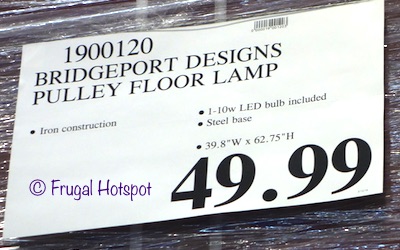 1900120
BRIDGEPORT DESIGNS
PULLEY FLOOR LAMP
• Iron construction
• 1-10w LED bulb included
• Steel base
• 39.8"W x 62.75"H
49.99
© Frugal Hotspot